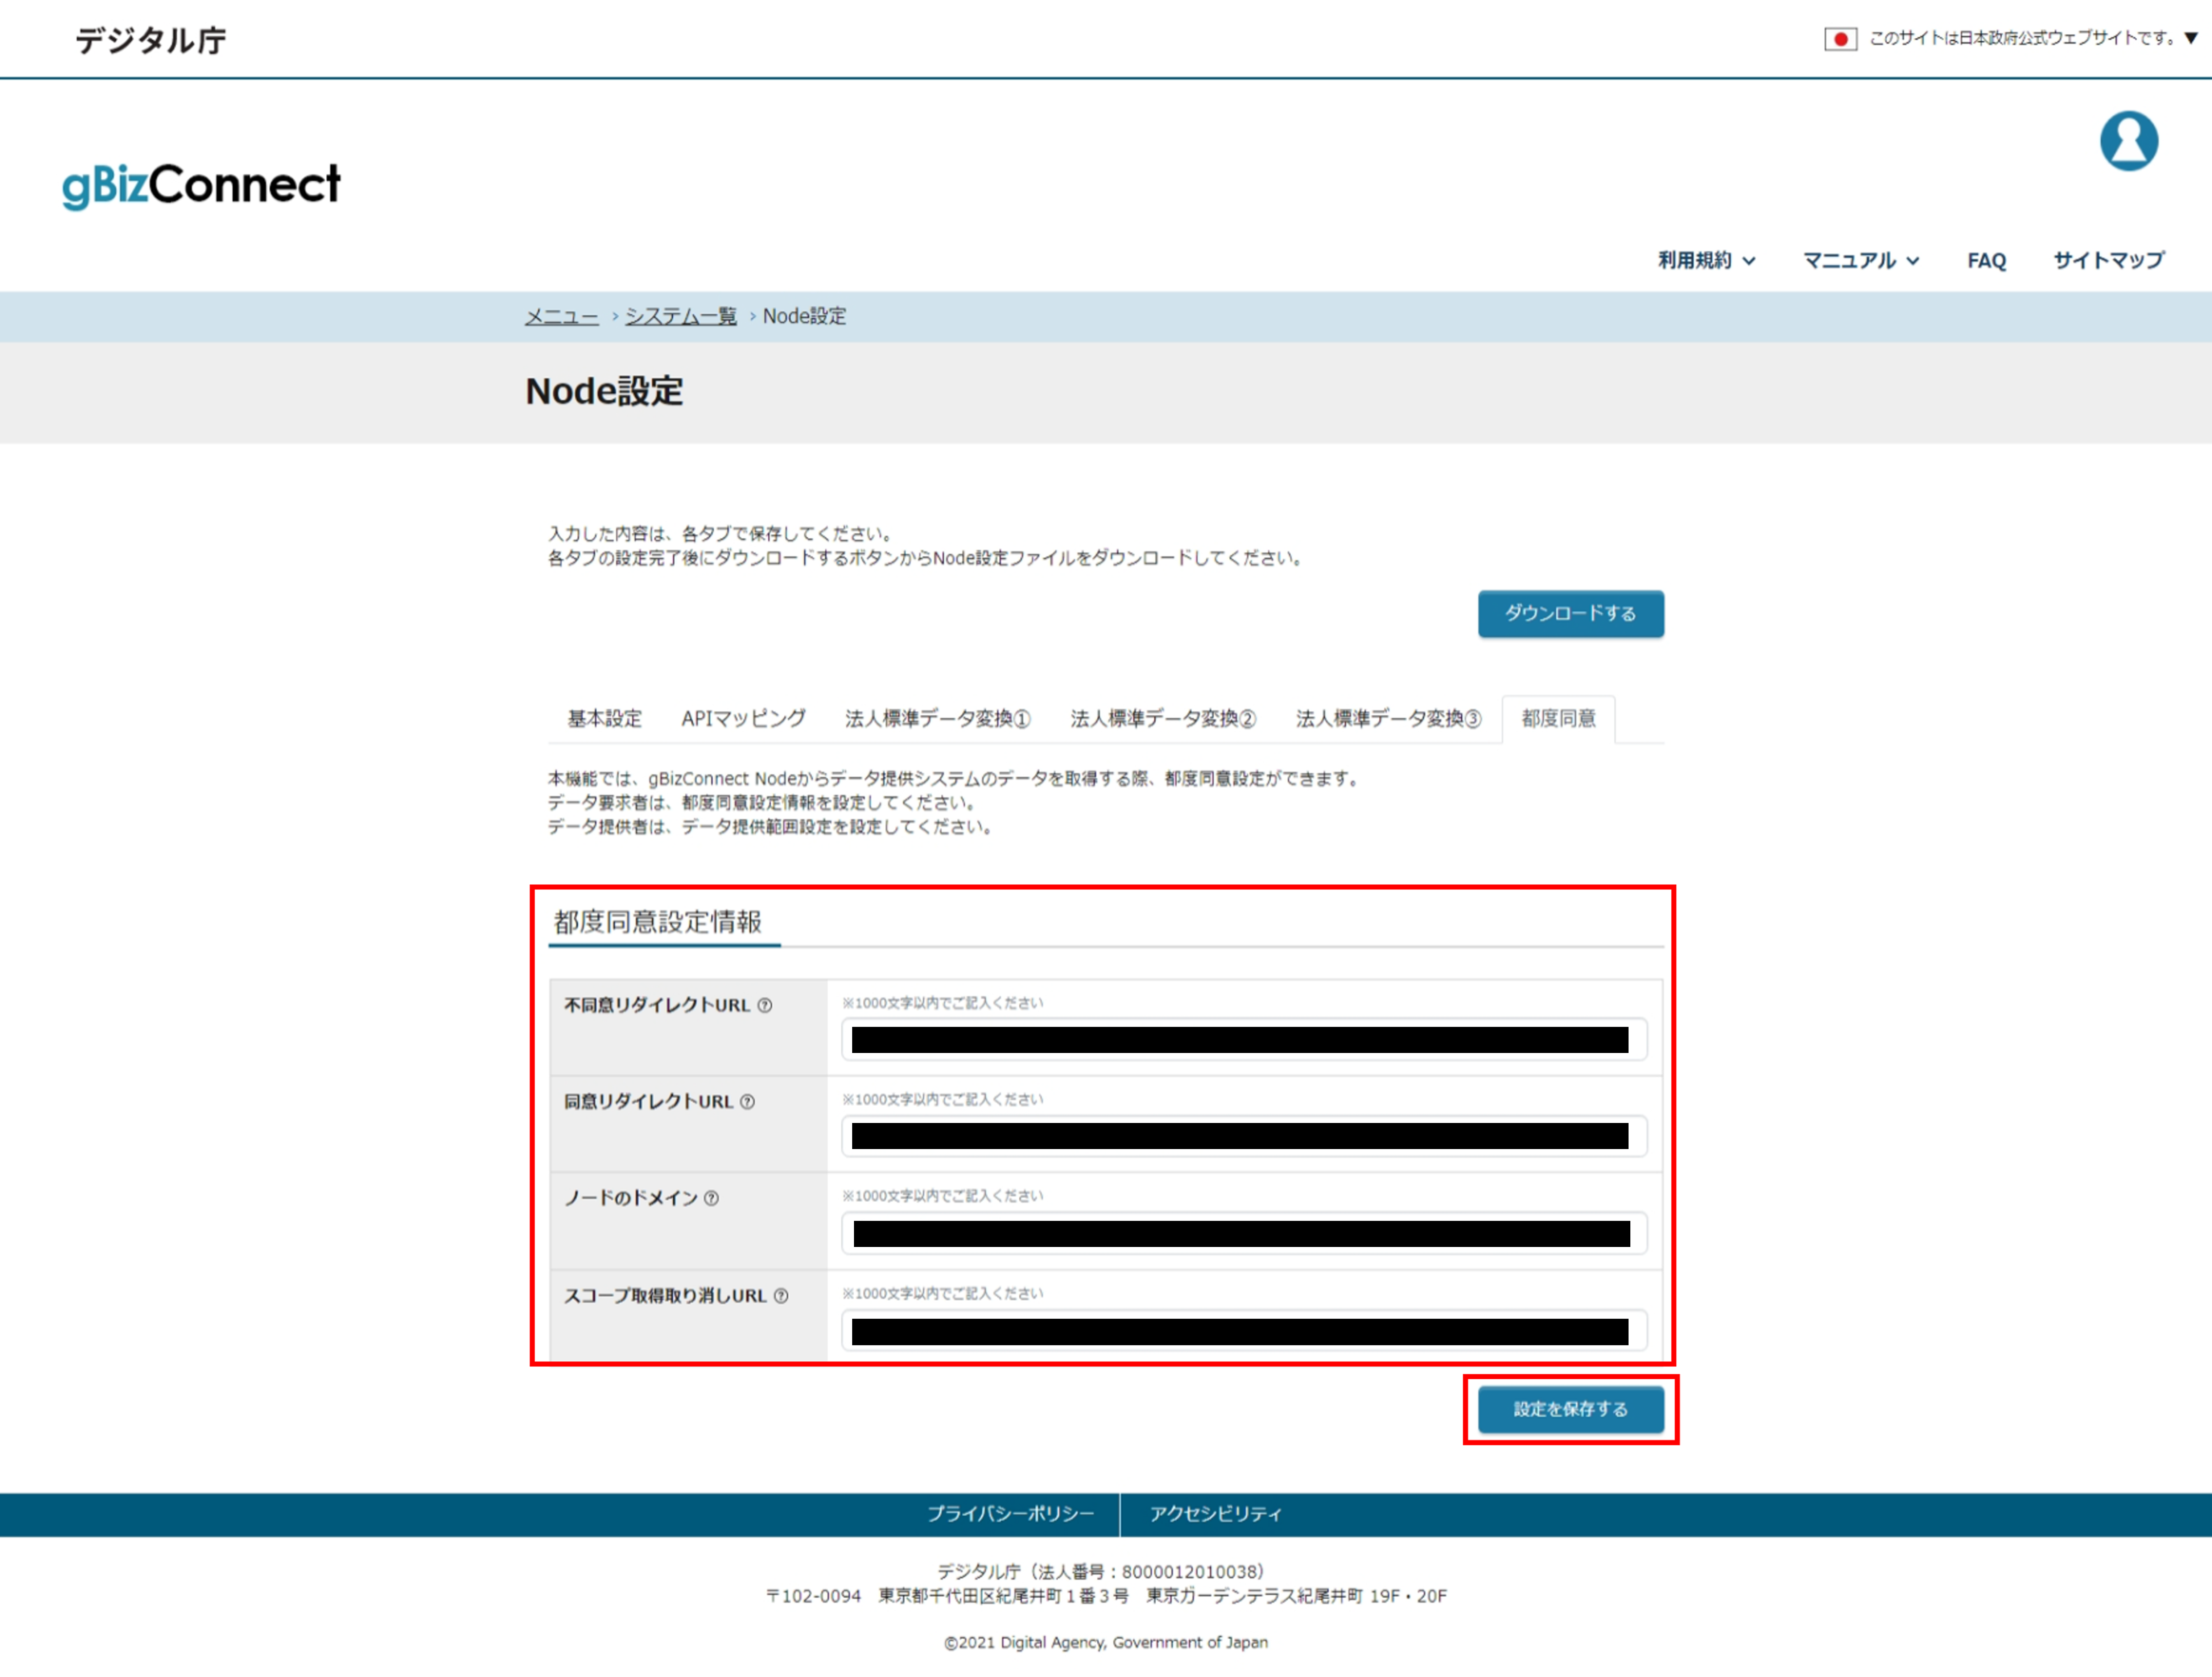 デジタル庁
このサイトは日本政府公式ウェブサイトです。▼
gBizConnect
利用規約 マニュアル FAQ サイトマップ
メニュー › システム一覧 › Node設定
Node設定
入力した内容は、各タブで保存してください。
各タブの設定完了後にダウンロードするボタンからNode設定ファイルをダウンロードしてください。
ダウンロードする
基本設定 APIマッピング 法人標準データ変換① 法人標準データ変換② 法人標準データ変換③ 都度同意
本機能では、gBizConnect Nodeからデータ提供システムのデータを取得する際、都度同意設定ができます。
データ要求者は、都度同意設定情報を設定してください。
データ提供者は、データ提供範囲設定を設定してください。
都度同意設定情報
不同意リダイレクトURL ?
※1000文字以内でご記入ください
同意リダイレクトURL ?
※1000文字以内でご記入ください
ノードのドメイン ?
※1000文字以内でご記入ください
スコープ取得取り消しURL ?
※1000文字以内でご記入ください
設定を保存する
プライバシーポリシー アクセシビリティ
デジタル庁（法人番号：8000012010038）
〒102-0094　東京都千代田区紀尾井町１番３号　東京ガーデンテラス紀尾井町 19F・20F
©2021 Digital Agency, Government of Japan